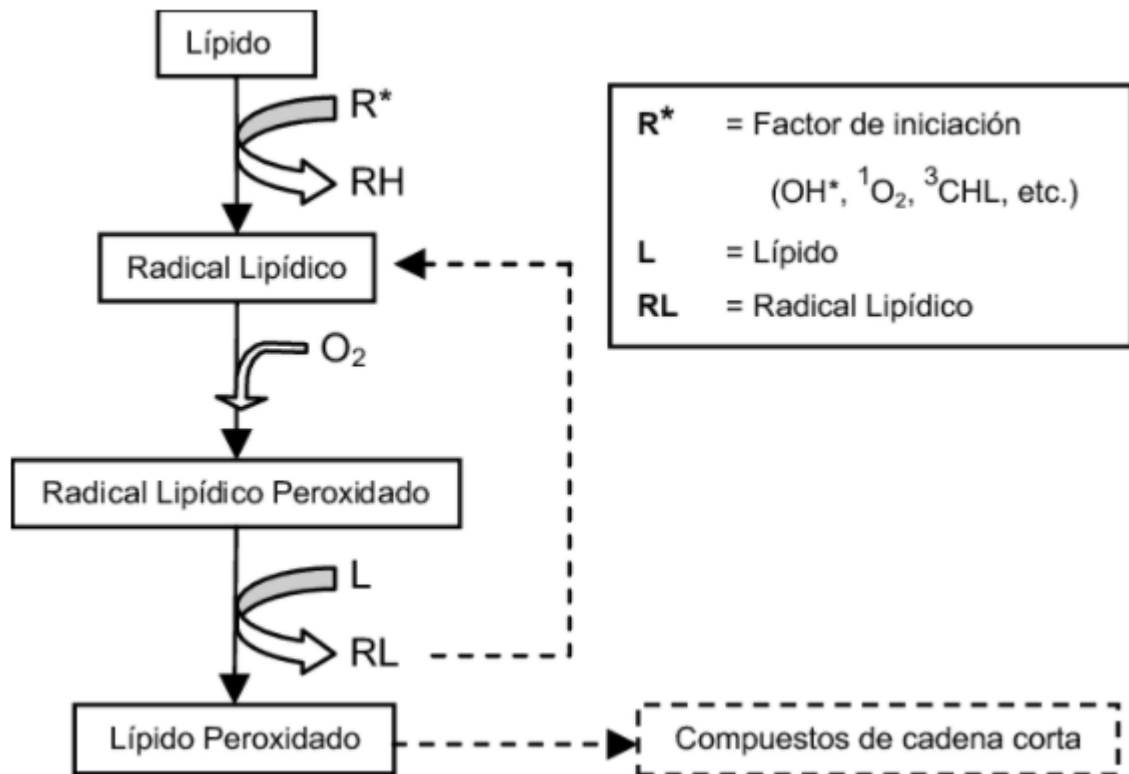 Lípido
R*
RH
Radical Lipídico
O₂
Radical Lipídico Peroxidado
L
RL
Lípido Peroxidado
Compuestos de cadena corta
R* = Factor de iniciación
(OH*, ¹O₂, ³CHL, etc.)
L = Lípido
RL = Radical Lipídico